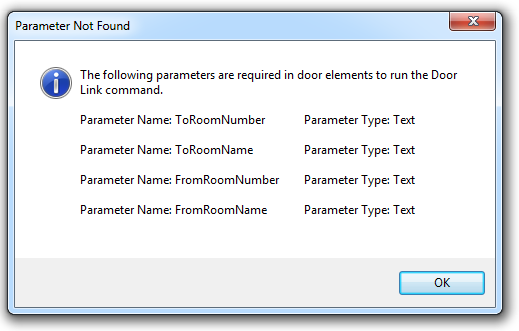 Parameter Not Found
The following parameters are required in door elements to run the Door
Link command.
Parameter Name: ToRoomNumber Parameter Type: Text
Parameter Name: ToRoomName Parameter Type: Text
Parameter Name: FromRoomNumber Parameter Type: Text
Parameter Name: FromRoomName Parameter Type: Text
OK